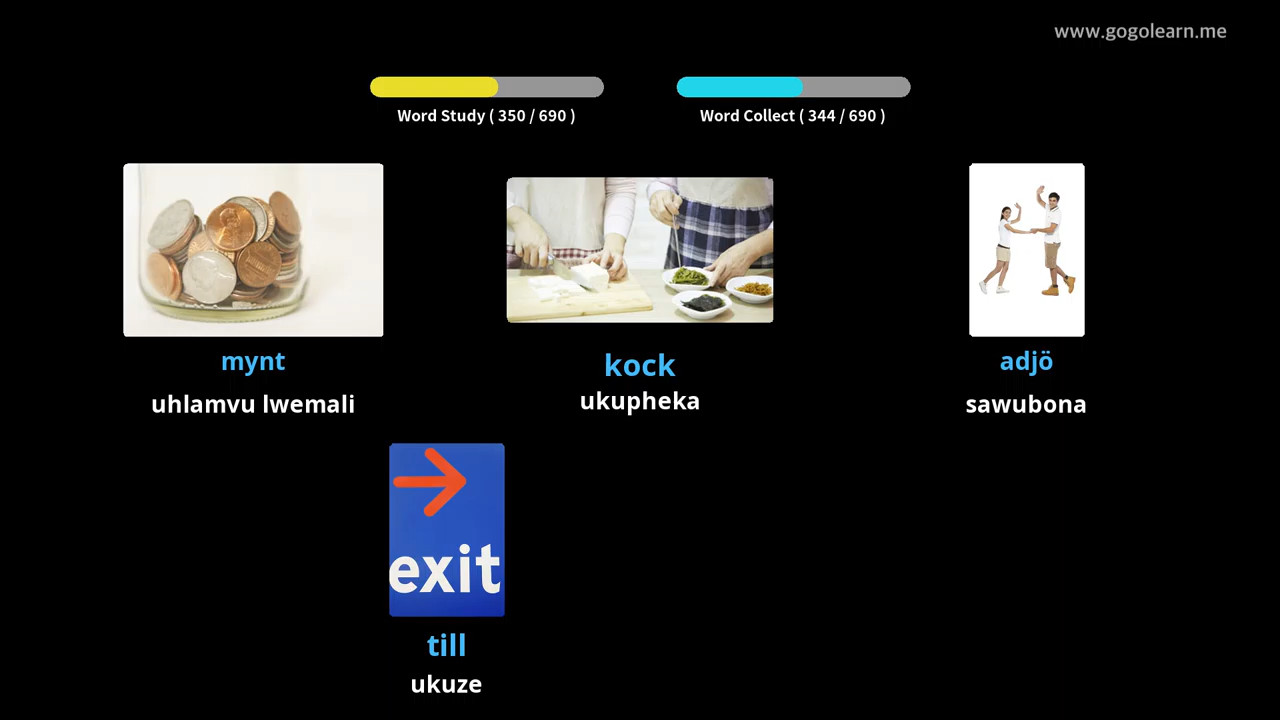 www.gogolearn.me
Word Study ( 350 / 690 )
Word Collect ( 344 / 690 )
mynt
uhlamvu lwemali
kock
ukupheka
adjö
sawubona
exit
till
ukuze